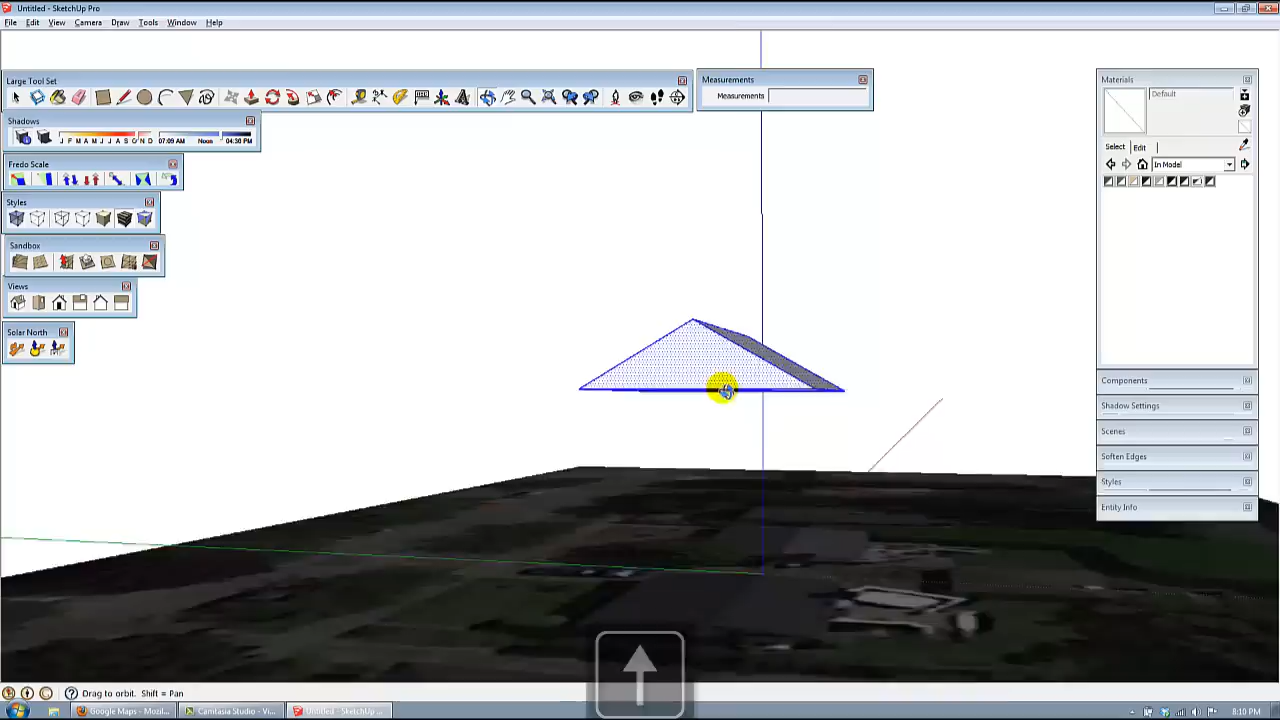 Untitled - SketchUp Pro
File Edit View Camera Draw Tools Window Help
Large Tool Set
Measurements
Measurements
Materials
Default
Shadows
J F M A M J J A S O N D 07:09 AM Noon 04:30 PM
Select Edit
Fredo Scale
In Model
Styles
Sandbox
Views
Solar North
Components
Shadow Settings
Scenes
Soften Edges
Styles
Entity Info
Drag to orbit. Shift = Pan
Google Maps - Mozil...
Camtasia Studio - Vi...
Untitled - SketchUp ...
8:10 PM